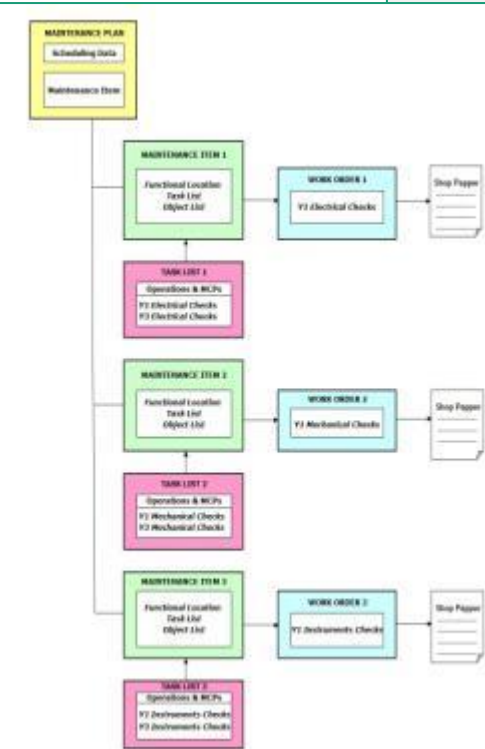 MAINTENANCE PLAN
Scheduling Data
Maintenance Item
MAINTENANCE ITEM 1
Functional Location
Task List
Object List
WORK ORDER 1
Y1 Electrical Checks
Shop Papper
TASK LIST 1
Operations & MCPs
Y1 Electrical Checks
Y3 Electrical Checks
MAINTENANCE ITEM 2
Functional Location
Task List
Object List
WORK ORDER 2
Y1 Mechanical Checks
Shop Papper
TASK LIST 2
Operations & MCPs
Y1 Mechanical Checks
Y3 Mechanical Checks
MAINTENANCE ITEM 3
Functional Location
Task List
Object List
WORK ORDER 3
Y1 Instruments Checks
Shop Papper
TASK LIST 3
Operations & MCPs
Y1 Instruments Checks
Y3 Instruments Checks